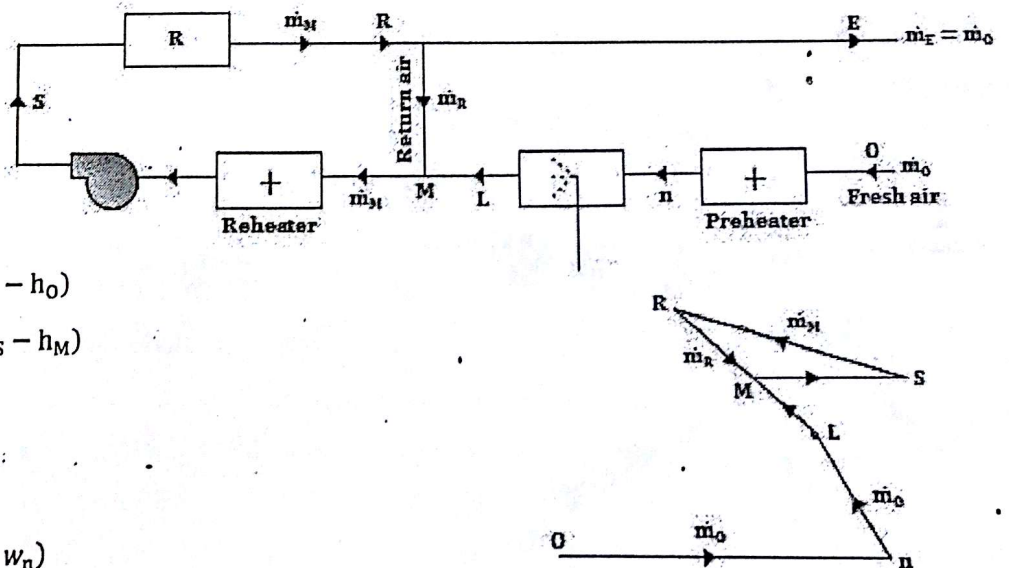 R ṁM R E ṁE = ṁO
S Return air ṁR
+ ṁM M L n + O ṁO
Reheater Preheater Fresh air
− hO)
S − hM)
R ṁM
ṁR
M S
L
ṁO
O ṁO n
wn)